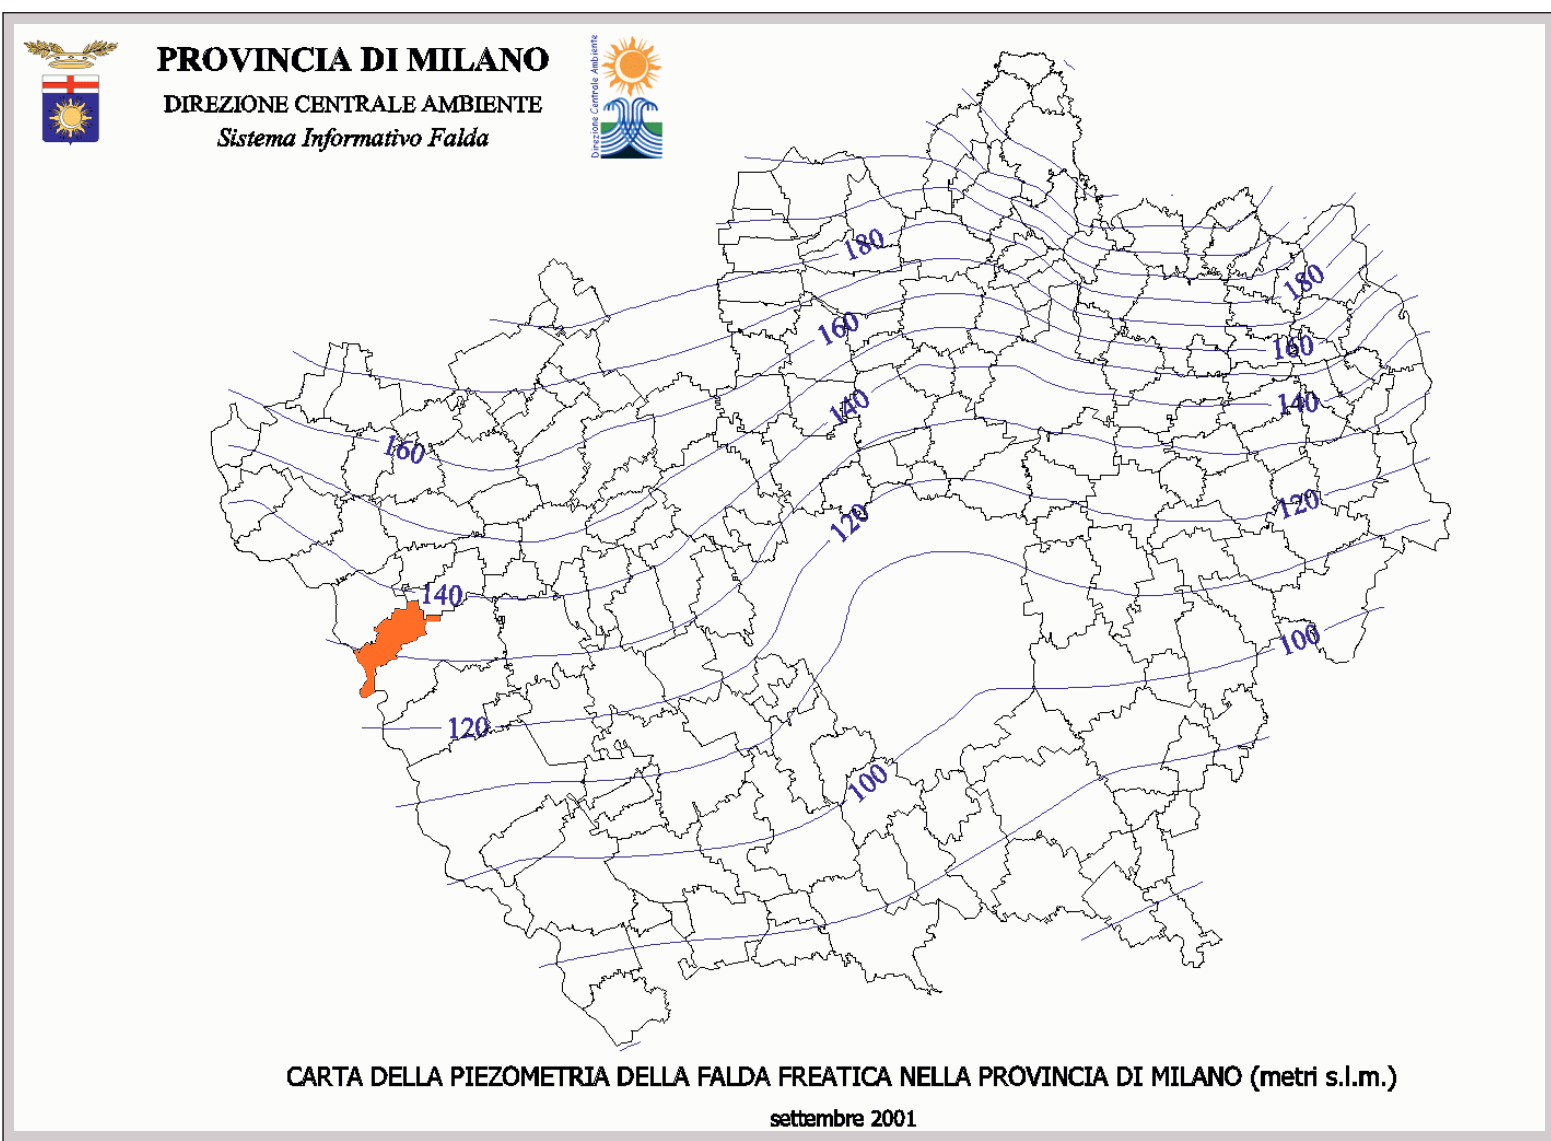 PROVINCIA DI MILANO
DIREZIONE CENTRALE AMBIENTE
Sistema Informativo Falda
Direzione Centrale Ambiente
180
180
160
160
140
140
160
120
120
140
100
120
100
CARTA DELLA PIEZOMETRIA DELLA FALDA FREATICA NELLA PROVINCIA DI MILANO (metri s.l.m.)
settembre 2001